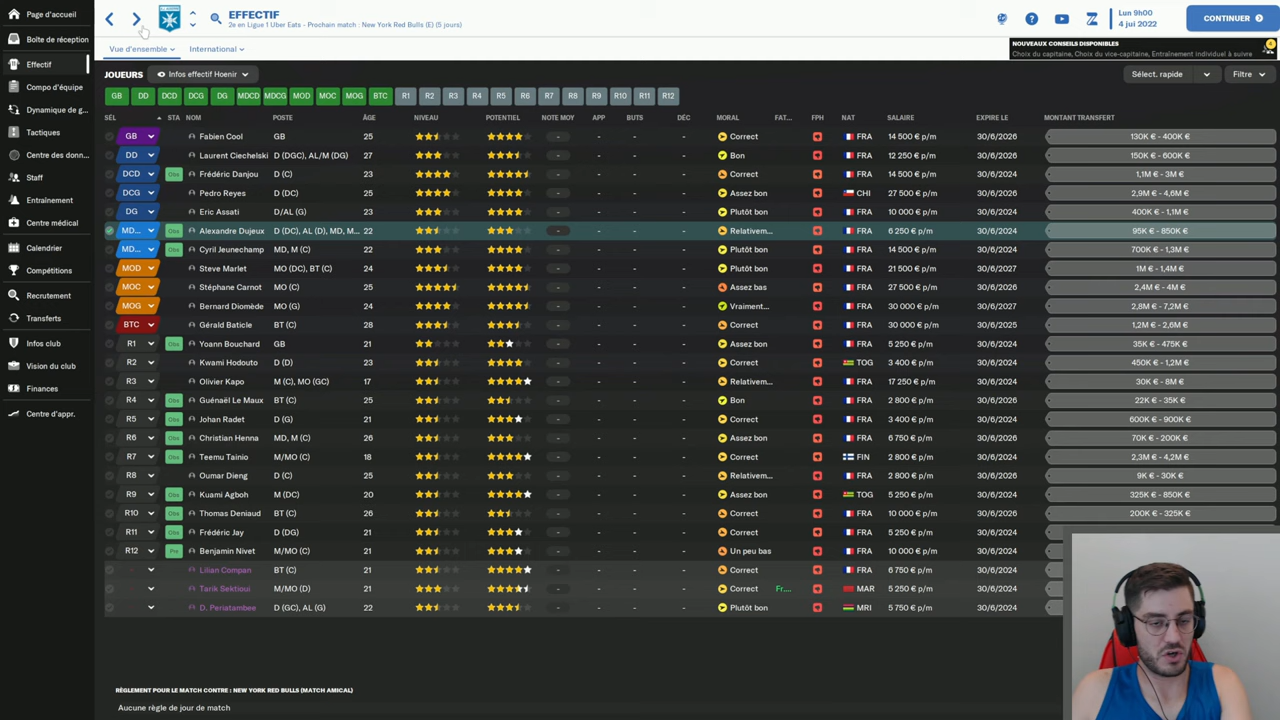 Page d'accueil
Boîte de réception
Effectif
Compo d'équipe
Dynamique de g...
Tactiques
Centre des donn...
Staff
Entrainement
Centre médical
Calendrier
Compétitions
Recrutement
Transferts
Infos club
Vision du club
Finances
Centre d'appr.
EFFECTIF
2e en Ligue 1 Uber Eats - Prochain match : New York Red Bulls (E) (5 jours)
Lun 9h00
4 jui 2022
CONTINUER
Vue d'ensemble
International
NOUVEAUX CONSEILS DISPONIBLES
Choix du capitaine, Choix du vice-capitaine, Entraînement individuel à suivre
JOUEURS
Infos effectif Hoenir
Sélect. rapide
Filtre
GB DD DCD DCG DG MDCD MDCG MOD MOC MOG BTC R1 R2 R3 R4 R5 R6 R7 R8 R9 R10 R11 R12
SÉL STA NOM POSTE ÂGE NIVEAU POTENTIEL NOTE MOY APP BUTS DÉC MORAL FAT... FPH NAT SALAIRE EXPIRE LE MONTANT TRANSFERT
GB Fabien Cool GB 25 - - - - Correct FRA 14 500 € p/m 30/6/2026 130K € - 400K €
DD Laurent Ciechelski D (DGC), AL/M (DG) 27 - - - - Bon FRA 12 250 € p/m 30/6/2026 150K € - 600K €
DCD Obs Frédéric Danjou D (C) 23 - - - - Correct FRA 14 500 € p/m 30/6/2026 1,1M € - 3M €
DCG Pedro Reyes D (DC) 25 - - - - Assez bon CHI 27 500 € p/m 30/6/2026 2,9M € - 4,6M €
DG Eric Assati D/AL (G) 23 - - - - Plutôt bon FRA 10 000 € p/m 30/6/2026 400K € - 1,1M €
MD... Obs Alexandre Dujeux D (DC), AL (D), MD, M... 22 - - - - Relativem... FRA 6 250 € p/m 30/6/2024 95K € - 850K €
MD... Obs Cyril Jeunechamp MD, M (C) 22 - - - - Plutôt bon FRA 14 500 € p/m 30/6/2026 700K € - 1,3M €
MOD Steve Marlet MO (DC), BT (C) 24 - - - - Plutôt bon FRA 21 500 € p/m 30/6/2027 1M € - 1,4M €
MOC Stéphane Carnot MO (C) 25 - - - - Assez bas FRA 27 500 € p/m 30/6/2026 2,4M € - 4M €
MOG Bernard Diomède MO (G) 24 - - - - Vraiment... FRA 30 000 € p/m 30/6/2027 2,8M € - 7,2M €
BTC Gérald Baticle BT (C) 28 - - - - Correct FRA 30 000 € p/m 30/6/2025 1,2M € - 2,6M €
R1 Obs Yoann Bouchard GB 21 - - - - Assez bon FRA 5 250 € p/m 30/6/2024 35K € - 475K €
R2 Kwami Hodouto D (D) 23 - - - - Correct TOG 3 400 € p/m 30/6/2024 450K € - 1,2M €
R3 Olivier Kapo M (C), MO (GC) 17 - - - - Relativem... FRA 17 250 € p/m 30/6/2024 30K € - 8M €
R4 Obs Guénaël Le Maux BT (C) 25 - - - - Bon FRA 2 800 € p/m 30/6/2026 22K € - 35K €
R5 Obs Johan Radet D (G) 21 - - - - Correct FRA 3 400 € p/m 30/6/2024 600K € - 900K €
R6 Obs Christian Henna MD, M (C) 26 - - - - Assez bon FRA 6 750 € p/m 30/6/2024 70K € - 200K €
R7 Obs Teemu Tainio M/MO (C) 18 - - - - Correct FIN 2 800 € p/m 30/6/2024 2,3M € - 4,2M €
R8 Oumar Dieng D (C) 25 - - - - Relativem... FRA 2 800 € p/m 30/6/2024 9K € - 30K €
R9 Obs Kuami Agboh M (DC) 20 - - - - Assez bon TOG 5 250 € p/m 30/6/2024 325K € - 850K €
R10 Obs Thomas Deniaud BT (C) 26 - - - - Correct FRA 10 000 € p/m 30/6/2026 200K € - 325K €
R11 Obs Frédéric Jay D (DG) 21 - - - - Correct FRA 5 250 € p/m 30/6/2024
R12 Pre Benjamin Nivet M/MO (C) 21 - - - - Un peu bas FRA 10 000 € p/m 30/6/2024
- Lilian Compan BT (C) 21 - - - - Correct FRA 6 750 € p/m 30/6/2024
Tarik Sektioui M/MO (D) 21 - - - - Correct Fr... MAR 5 250 € p/m 30/6/2024
D. Periatambee D (GC), AL (G) 22 - - - - Plutôt bon MRI 5 750 € p/m 30/6/2024
RÈGLEMENT POUR LE MATCH CONTRE : NEW YORK RED BULLS (MATCH AMICAL)
Aucune règle de jour de match